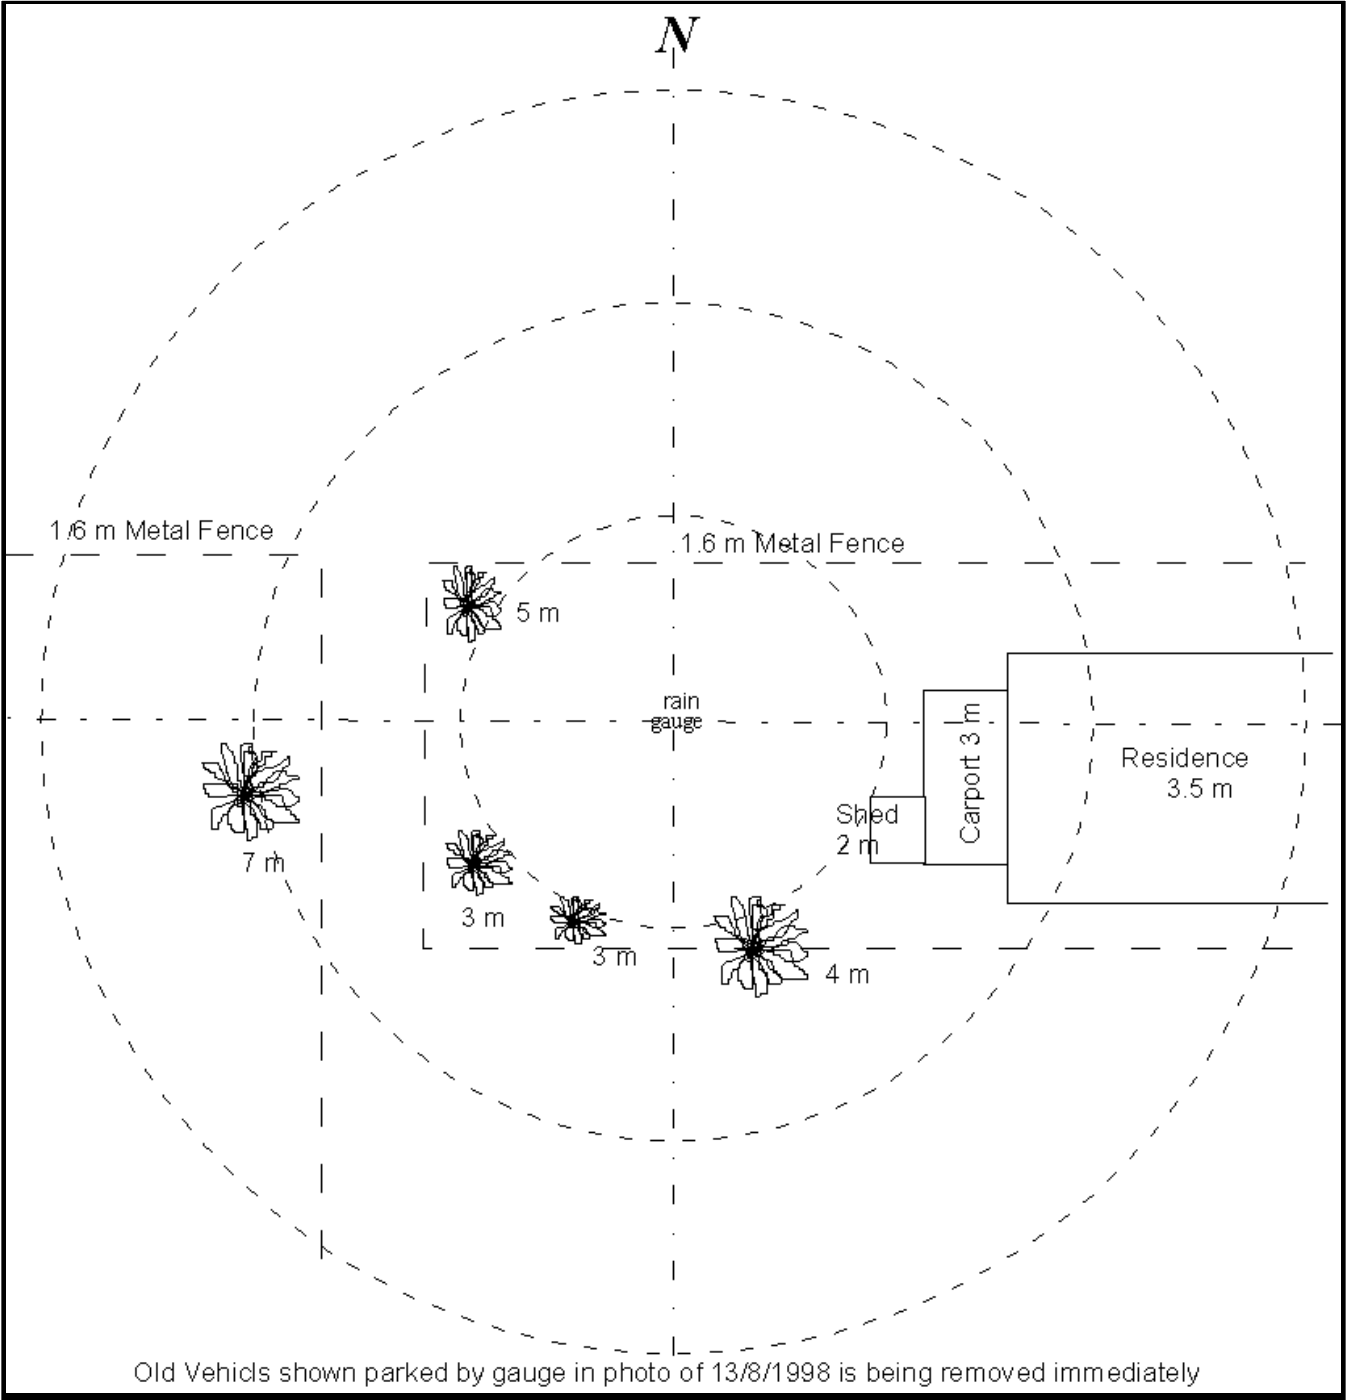 N
1.6 m Metal Fence
1.6 m Metal Fence
5 m
rain
gauge
Carport 3 m
Residence
3.5 m
Shed
2 m
7 m
3 m
3 m
4 m
Old Vehicls shown parked by gauge in photo of 13/8/1998 is being removed immediately